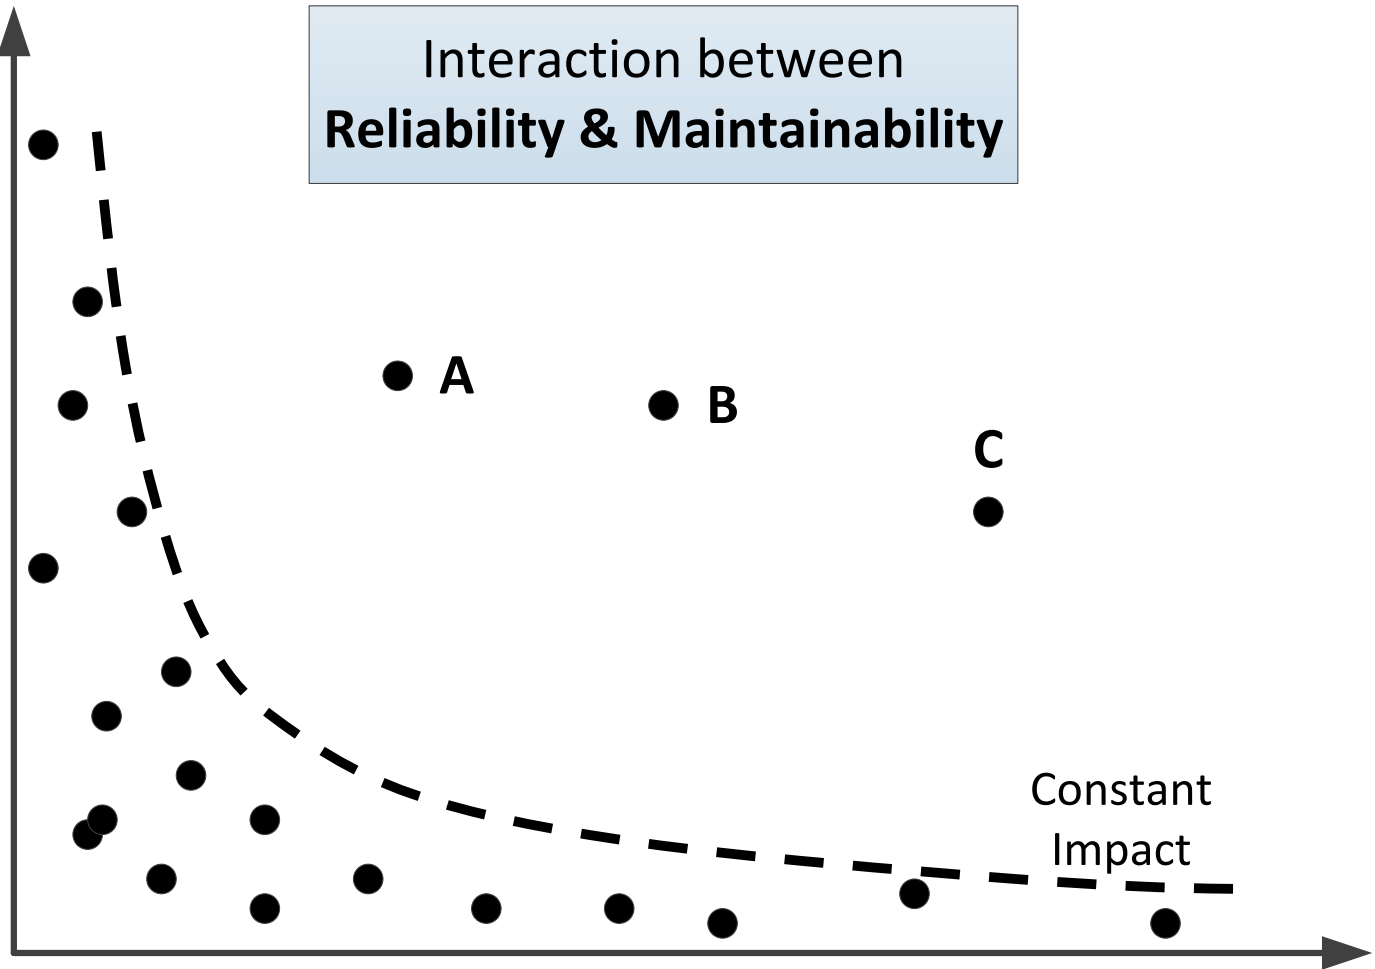 Interaction between
Reliability & Maintainability
A
B
C
Constant
Impact